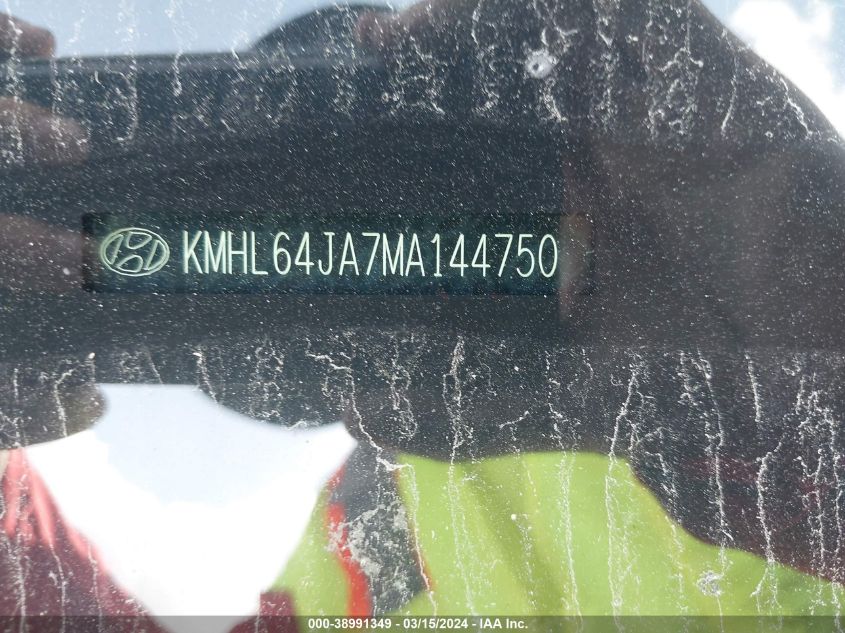 KMHL64JA7MA144750
000-38991349 — 03/15/2024 - IAA Inc.